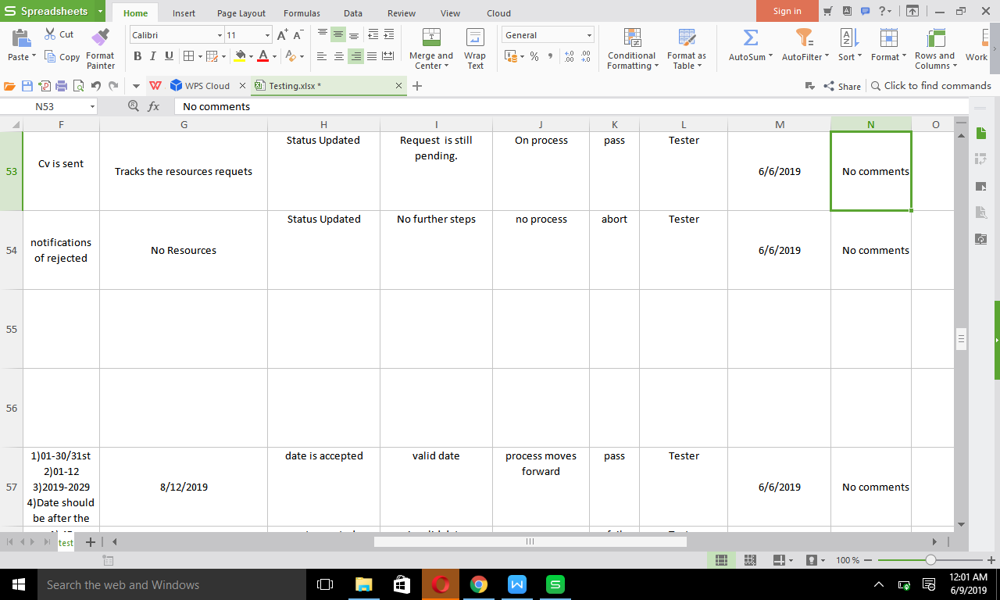 Spreadsheets
Home Insert Page Layout Formulas Data Review View Cloud
Sign in
Cut
Copy
Paste
Format
Painter
Calibri 11
B I U
Merge and
Center
Wrap
Text
General
Conditional
Formatting
Format as
Table
AutoSum
AutoFilter
Sort
Format
Rows and
Columns
Work
WPS Cloud
Testing.xlsx *
Share
Click to find commands
N53 fx No comments
F G H I J K L M N O
53
Cv is sent
Tracks the resources requets
Status Updated
Request is still
pending.
On process
pass
Tester
6/6/2019
No comments
54
notifications
of rejected
No Resources
Status Updated
No further steps
no process
abort
Tester
6/6/2019
No comments
55
56
57
1)01-30/31st
2)01-12
3)2019-2029
4)Date should
be after the
8/12/2019
date is accepted
valid date
process moves
forward
pass
Tester
6/6/2019
No comments
test
100 %
Search the web and Windows
12:01 AM
6/9/2019